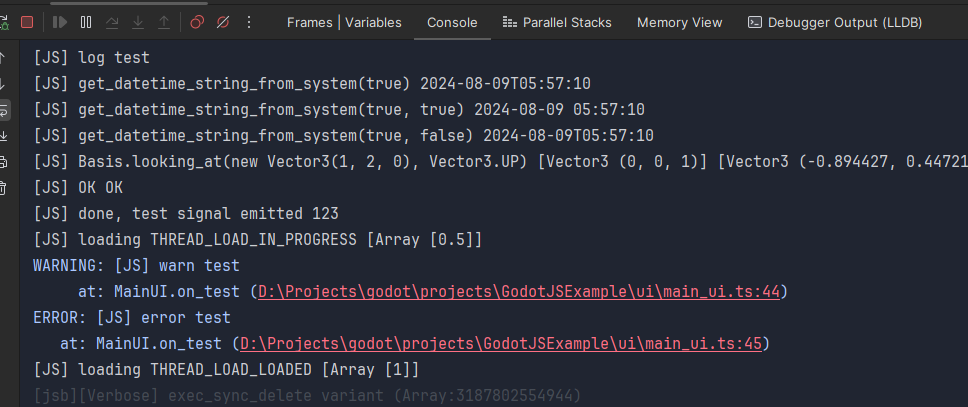 Frames | Variables Console Parallel Stacks Memory View Debugger Output (LLDB)
[JS] log test
[JS] get_datetime_string_from_system(true) 2024-08-09T05:57:10
[JS] get_datetime_string_from_system(true, true) 2024-08-09 05:57:10
[JS] get_datetime_string_from_system(true, false) 2024-08-09T05:57:10
[JS] Basis.looking_at(new Vector3(1, 2, 0), Vector3.UP) [Vector3 (0, 0, 1)] [Vector3 (-0.894427, 0.44721
[JS] OK OK
[JS] done, test signal emitted 123
[JS] loading THREAD_LOAD_IN_PROGRESS [Array [0.5]]
WARNING: [JS] warn test
at: MainUI.on_test (D:\Projects\godot\projects\GodotJSExample\ui\main_ui.ts:44)
ERROR: [JS] error test
at: MainUI.on_test (D:\Projects\godot\projects\GodotJSExample\ui\main_ui.ts:45)
[JS] loading THREAD_LOAD_LOADED [Array [1]]
[jsb][Verbose] exec_sync_delete variant (Array:3187802554944)